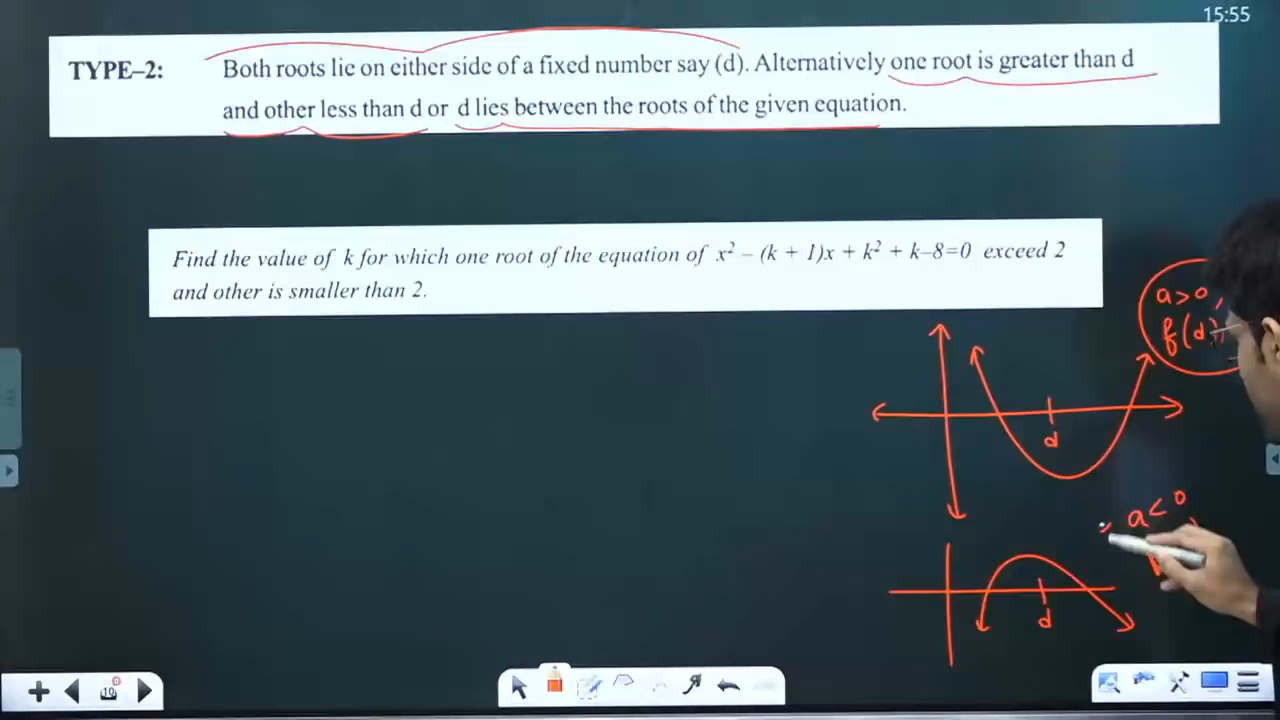 15:55
TYPE–2: Both roots lie on either side of a fixed number say (d). Alternatively one root is greater than d
and other less than d or d lies between the roots of the given equation.
Find the value of k for which one root of the equation of x² – (k + 1)x + k² + k–8=0 exceed 2
and other is smaller than 2.
a>0,
f(d)
d
a<0
d
10